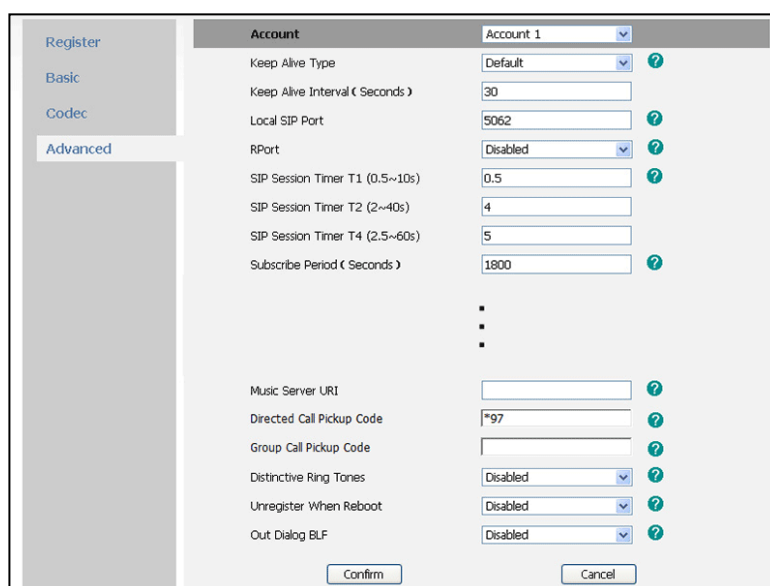 Register
Basic
Codec
Advanced
Account Account 1
Keep Alive Type Default ?
Keep Alive Interval ( Seconds ) 30
Local SIP Port 5062 ?
RPort Disabled ?
SIP Session Timer T1 (0.5~10s) 0.5 ?
SIP Session Timer T2 (2~40s) 4
SIP Session Timer T4 (2.5~60s) 5
Subscribe Period ( Seconds ) 1800 ?
Music Server URI ?
Directed Call Pickup Code *97 ?
Group Call Pickup Code ?
Distinctive Ring Tones Disabled ?
Unregister When Reboot Disabled ?
Out Dialog BLF Disabled ?
Confirm Cancel